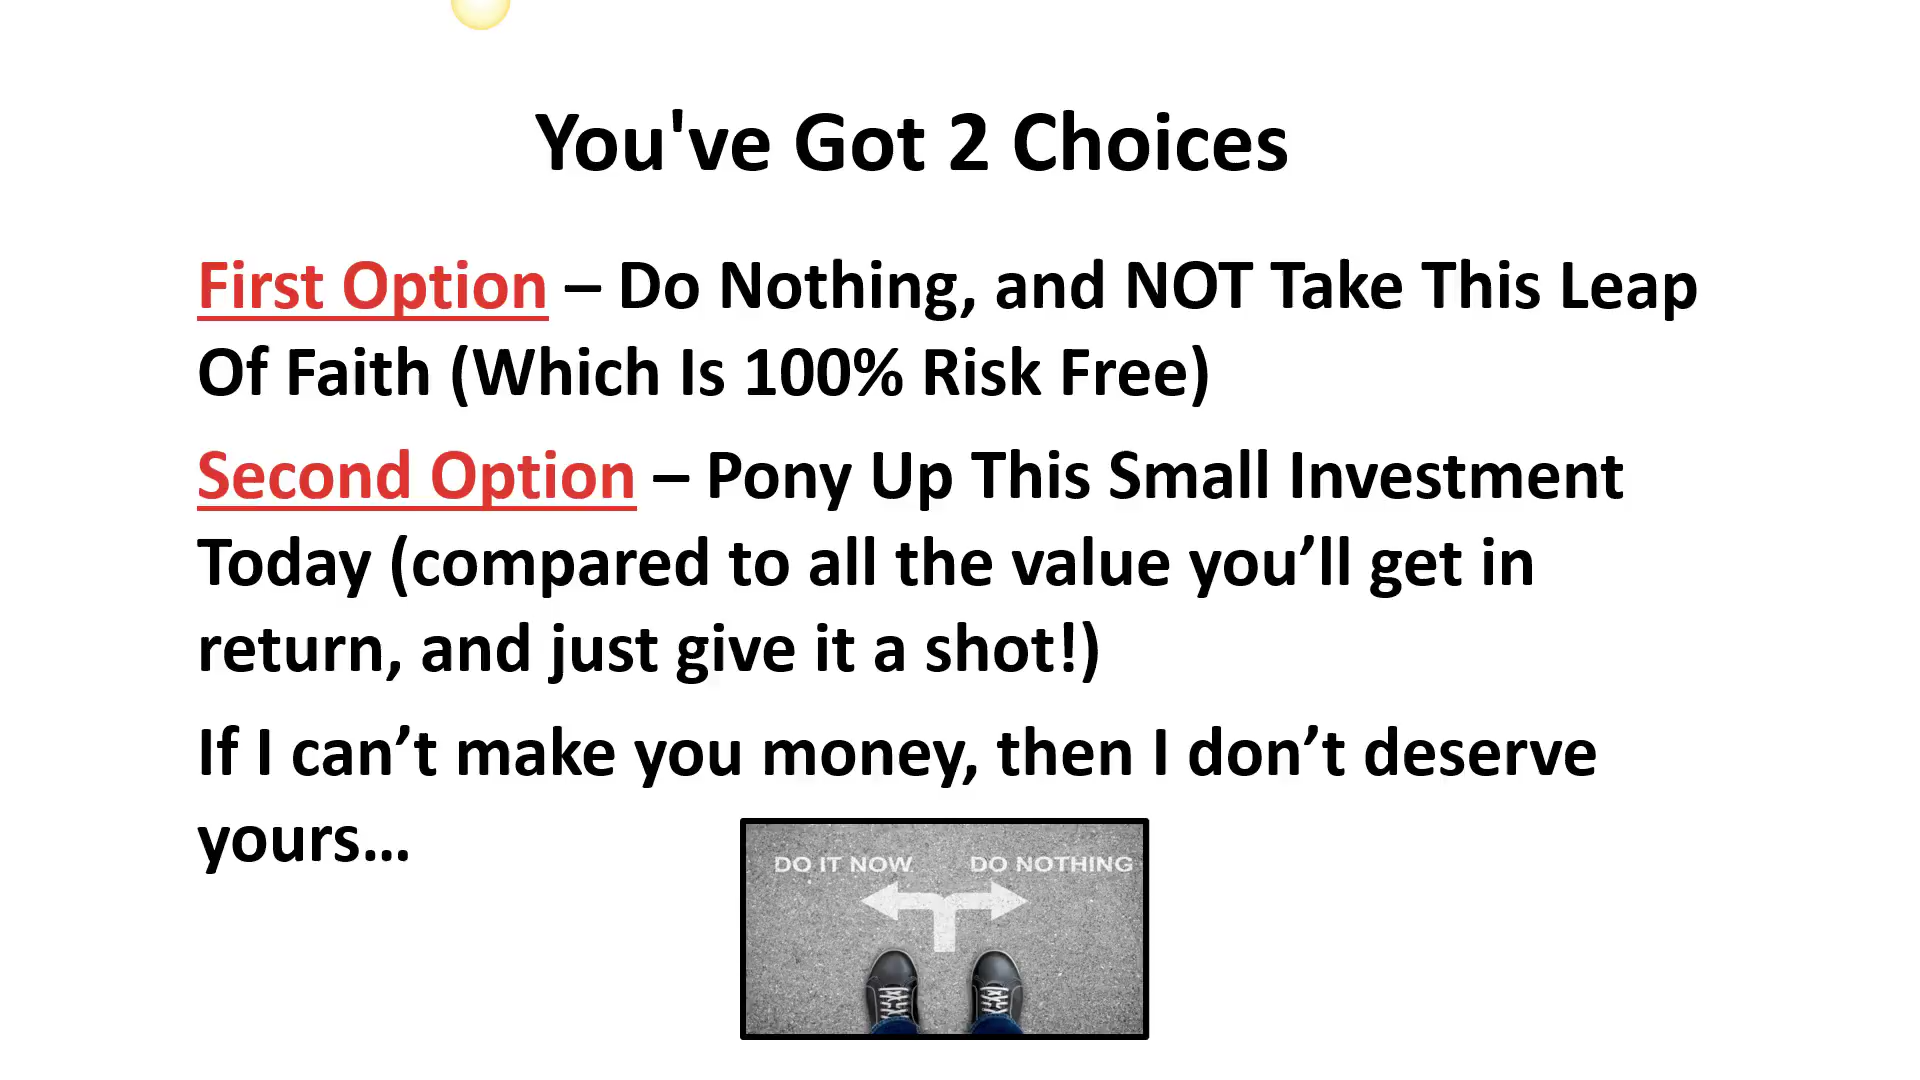 You've Got 2 Choices
First Option – Do Nothing, and NOT Take This Leap
Of Faith (Which Is 100% Risk Free)
Second Option – Pony Up This Small Investment
Today (compared to all the value you’ll get in
return, and just give it a shot!)
If I can’t make you money, then I don’t deserve
yours...
DO IT NOW DO NOTHING